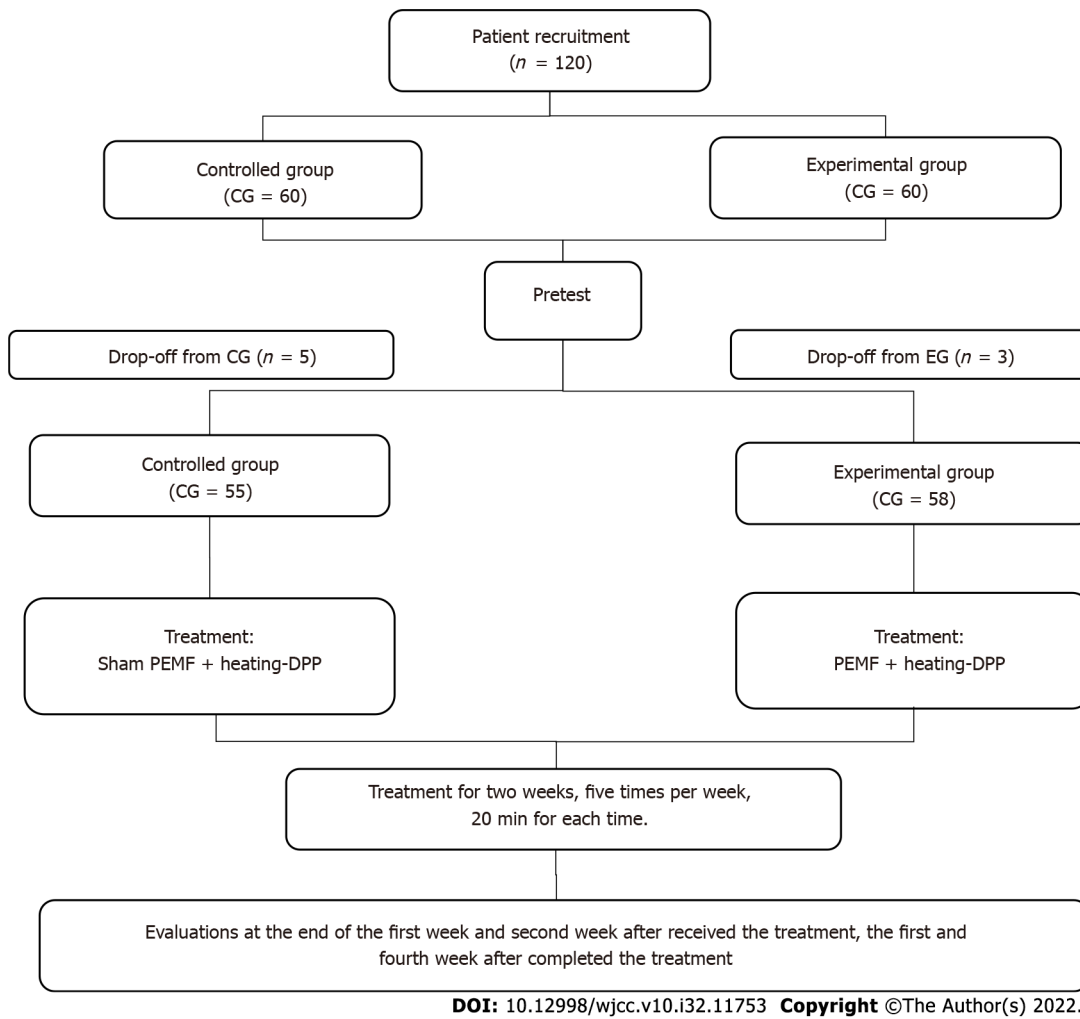 Patient recruitment
(n = 120)
Controlled group
(CG = 60)
Experimental group
(CG = 60)
Pretest
Drop-off from CG (n = 5)
Drop-off from EG (n = 3)
Controlled group
(CG = 55)
Experimental group
(CG = 58)
Treatment:
Sham PEMF + heating-DPP
Treatment:
PEMF + heating-DPP
Treatment for two weeks, five times per week,
20 min for each time.
Evaluations at the end of the first week and second week after received the treatment, the first and
fourth week after completed the treatment
DOI: 10.12998/wjcc.v10.i32.11753 Copyright ©The Author(s) 2022.